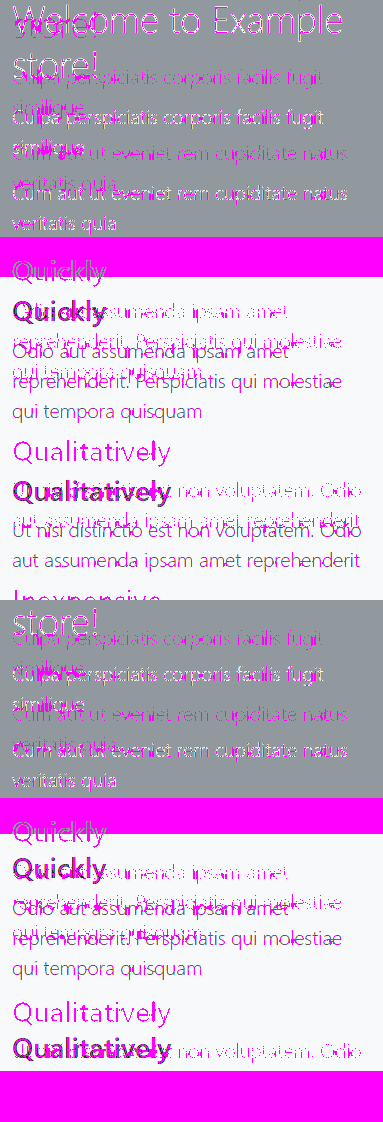 Welcome to Example
store!
Culpa perspiciatis corporis facilis fugit
similique
Cum aut ut eveniet rem cupiditate natus
veritatis quia
Quickly
Quickly
Odio aut assumenda ipsam amet
reprehenderit. Perspiciatis qui molestiae
qui tempora quisquam
Qualitatively
Qualitatively
Ut nisi distinctio est non voluptatem. Odio
aut assumenda ipsam amet reprehenderit
Inexpensive
store!
Culpa perspiciatis corporis facilis fugit
similique
Cum aut ut eveniet rem cupiditate natus
veritatis quia
Quickly
Quickly
Odio aut assumenda ipsam amet
reprehenderit. Perspiciatis qui molestiae
qui tempora quisquam
Qualitatively
Qualitatively
non voluptatem. Odio